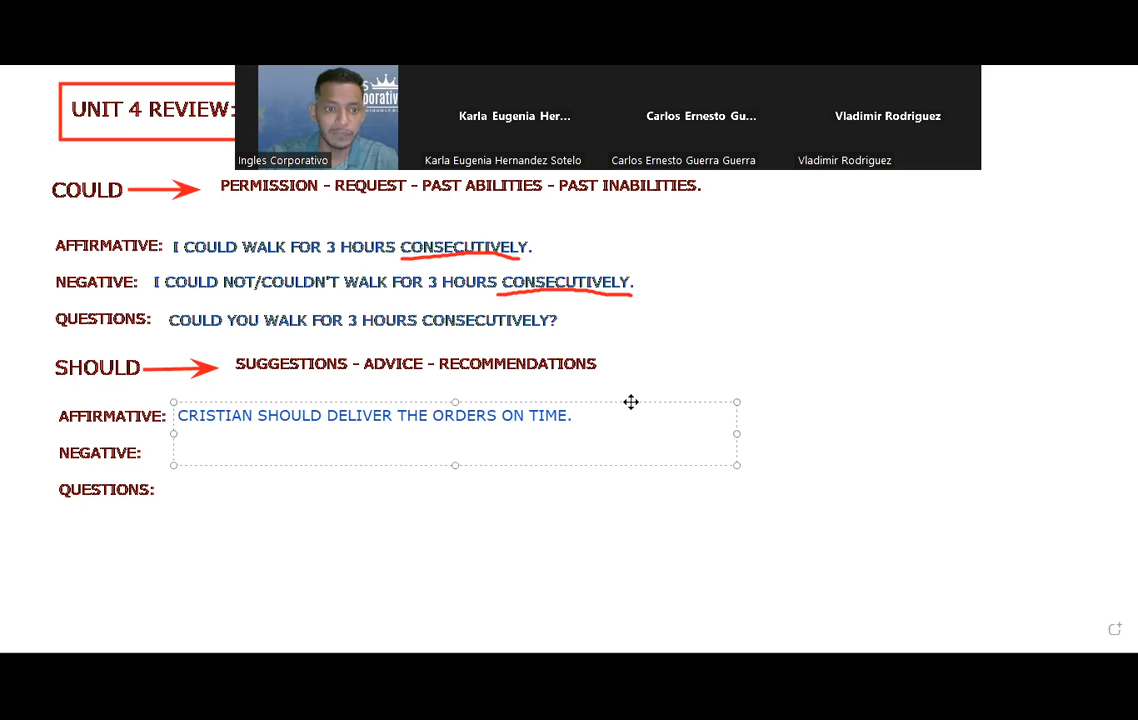 UNIT 4 REVIEW:
S
porativ
Karla Eugenia Her...
Carlos Ernesto Gu...
Vladimir Rodriguez
Ingles Corporativo
Karla Eugenia Hernandez Sotelo
Carlos Ernesto Guerra Guerra
Vladimir Rodriguez
COULD
PERMISSION - REQUEST - PAST ABILITIES - PAST INABILITIES.
AFFIRMATIVE: I COULD WALK FOR 3 HOURS CONSECUTIVELY.
NEGATIVE: I COULD NOT/COULDN'T WALK FOR 3 HOURS CONSECUTIVELY.
QUESTIONS: COULD YOU WALK FOR 3 HOURS CONSECUTIVELY?
SHOULD
SUGGESTIONS - ADVICE - RECOMMENDATIONS
AFFIRMATIVE: CRISTIAN SHOULD DELIVER THE ORDERS ON TIME.
NEGATIVE:
QUESTIONS: